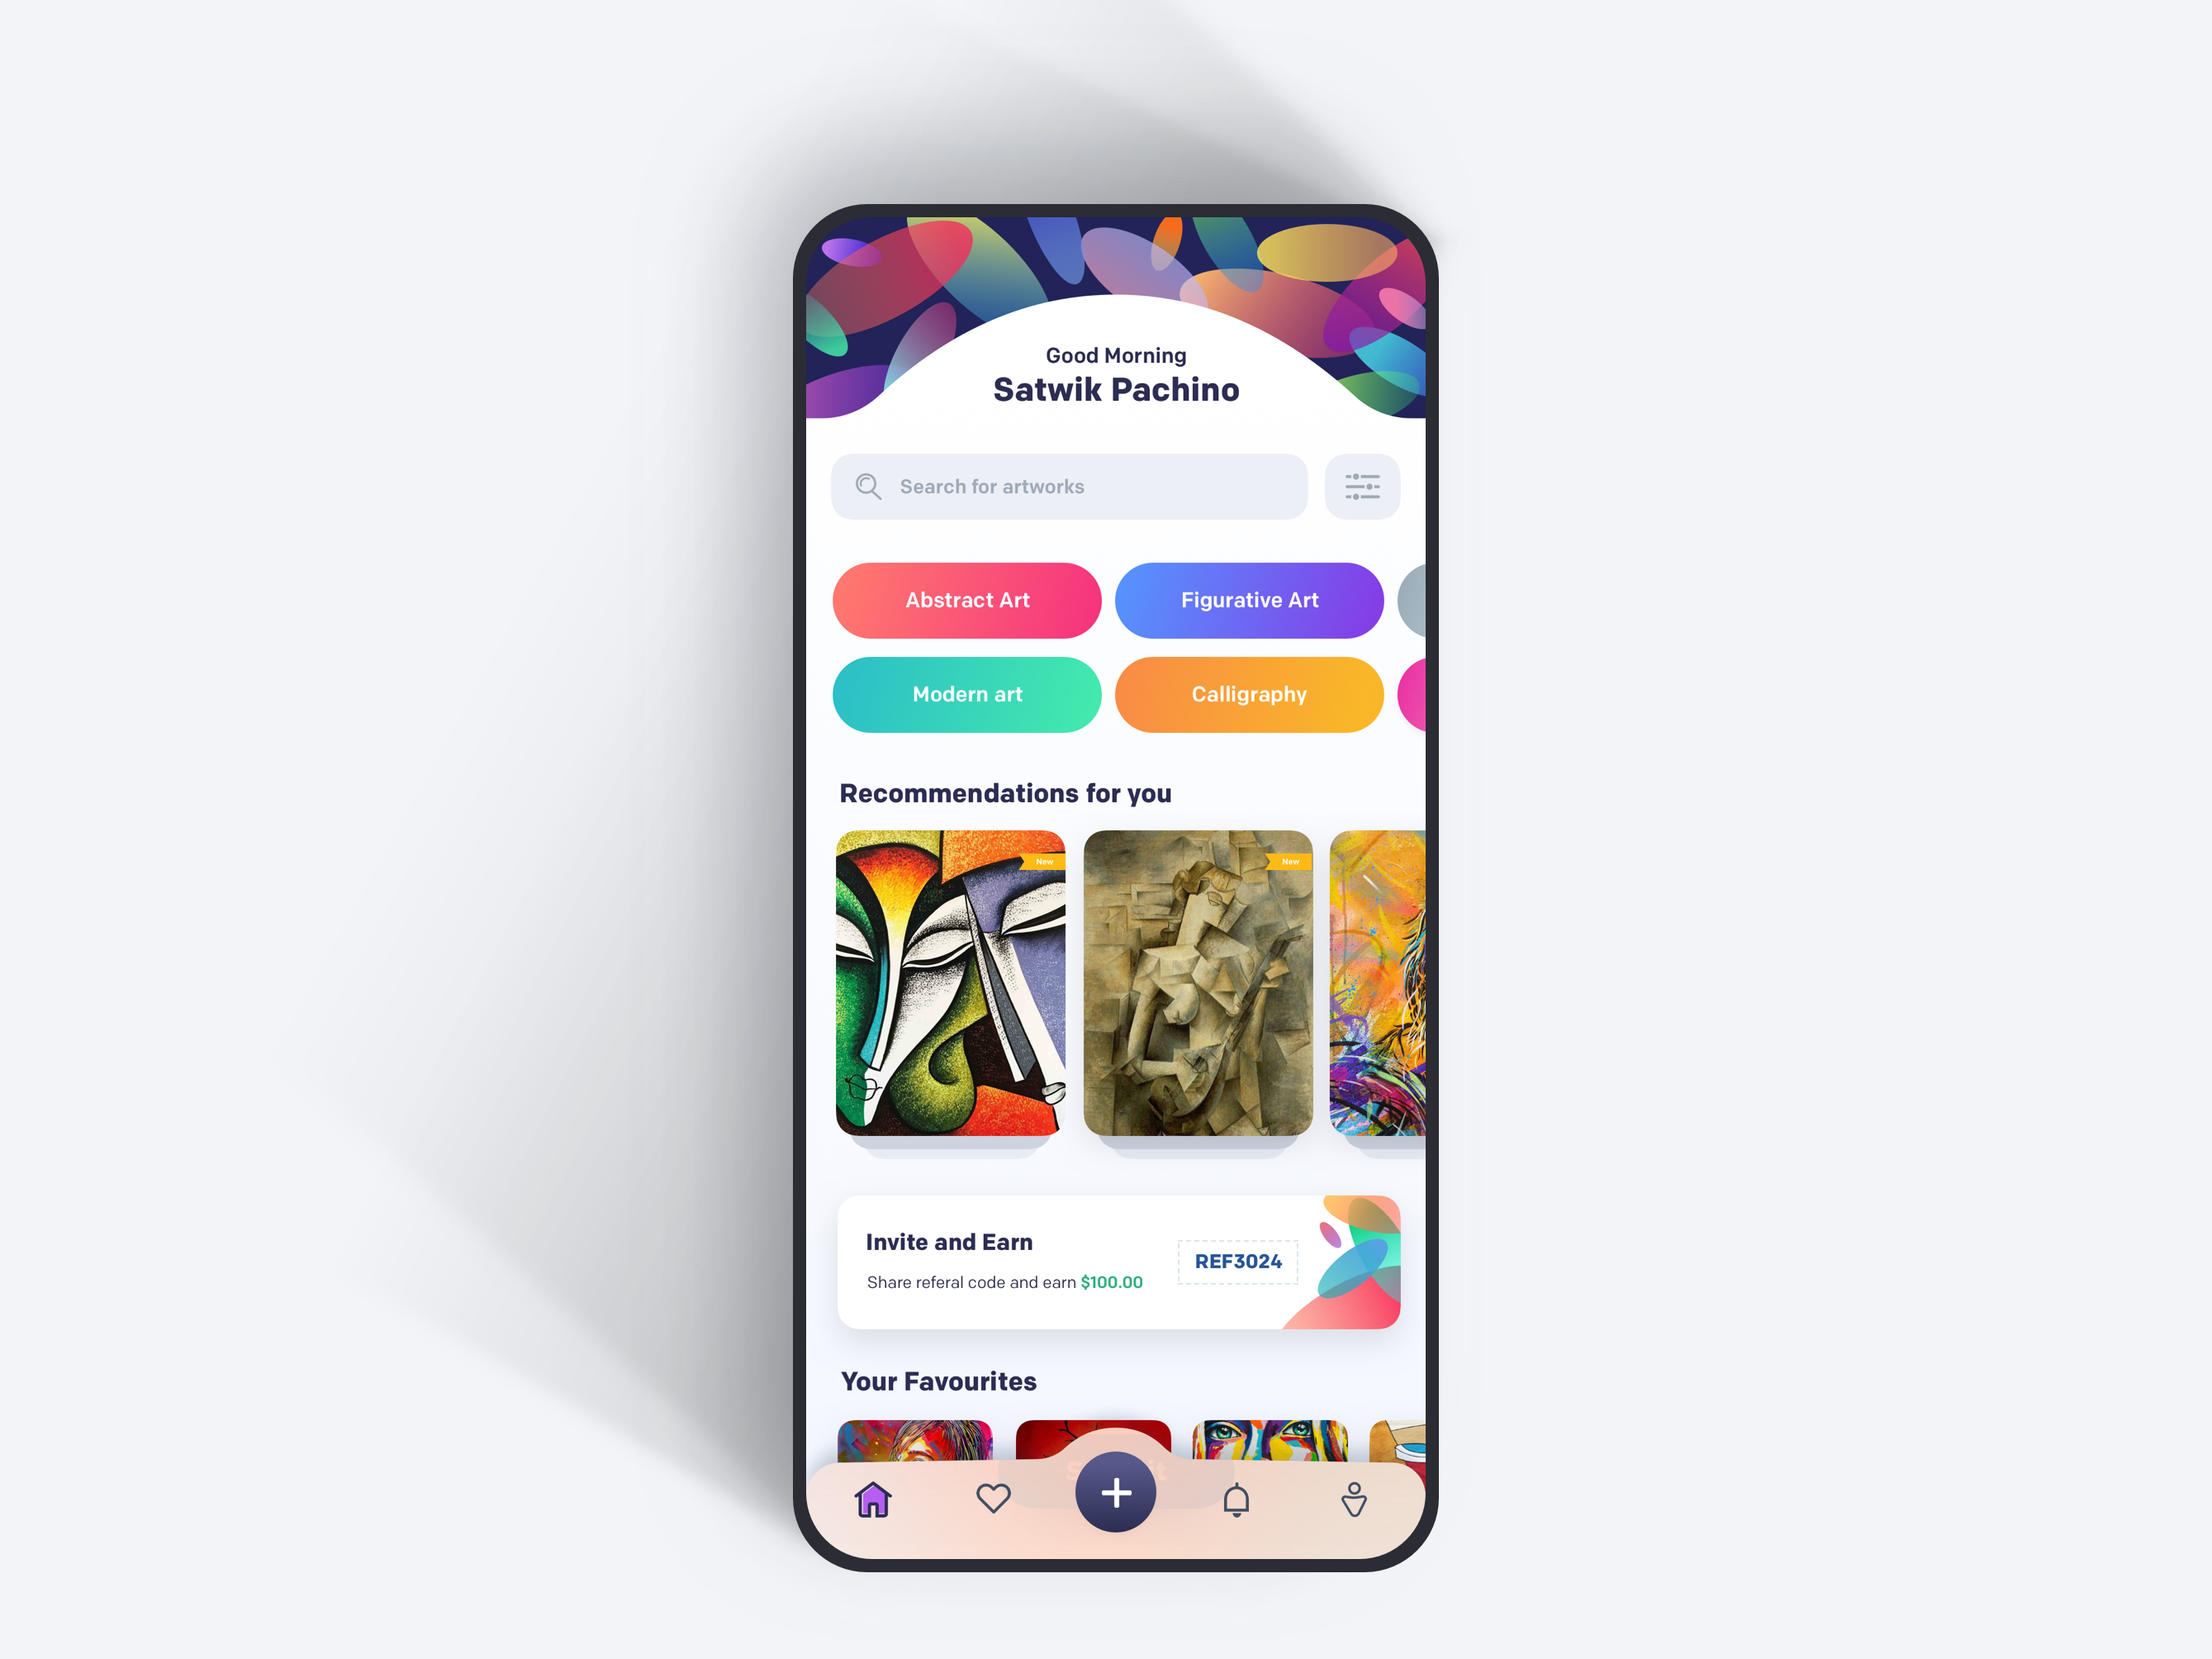 Good Morning
Satwik Pachino
Search for artworks
Abstract Art
Figurative Art
Modern art
Calligraphy
Recommendations for you
New
New
Invite and Earn
Share referal code and earn $100.00
REF3024
Your Favourites